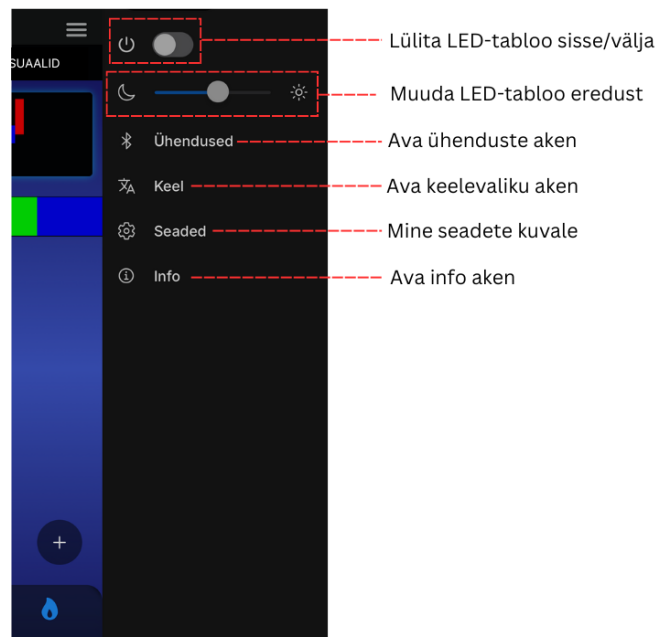 SUAALID
Lülita LED-tabloo sisse/välja
Muuda LED-tabloo eredust
Ühendused
Ava ühenduste aken
Keel
Ava keelevaliku aken
Seaded
Mine seadete kuvale
Info
Ava info aken